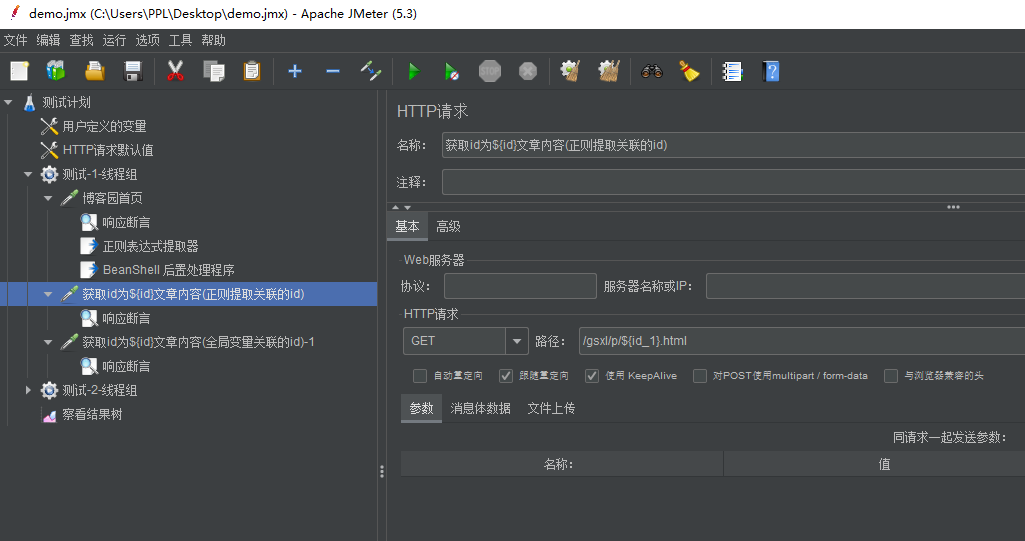 demo.jmx (C:\Users\PPL\Desktop\demo.jmx) - Apache JMeter (5.3)
文件 编辑 查找 运行 选项 工具 帮助
STOP
测试计划
用户定义的变量
HTTP请求默认值
测试-1-线程组
博客园首页
响应断言
正则表达式提取器
BeanShell 后置处理程序
获取id为${id}文章内容(正则提取关联的id)
响应断言
获取id为${id}文章内容(全局变量关联的id)-1
响应断言
测试-2-线程组
察看结果树
HTTP请求
名称： 获取id为${id}文章内容(正则提取关联的id)
注释：
基本 高级
Web服务器
协议： 服务器名称或IP：
HTTP请求
GET 路径： /gsxl/p/${id_1}.html
自动重定向 跟随重定向 使用 KeepAlive 对POST使用multipart / form-data 与浏览器兼容的头
参数 消息体数据 文件上传
同请求一起发送参数：
名称： 值